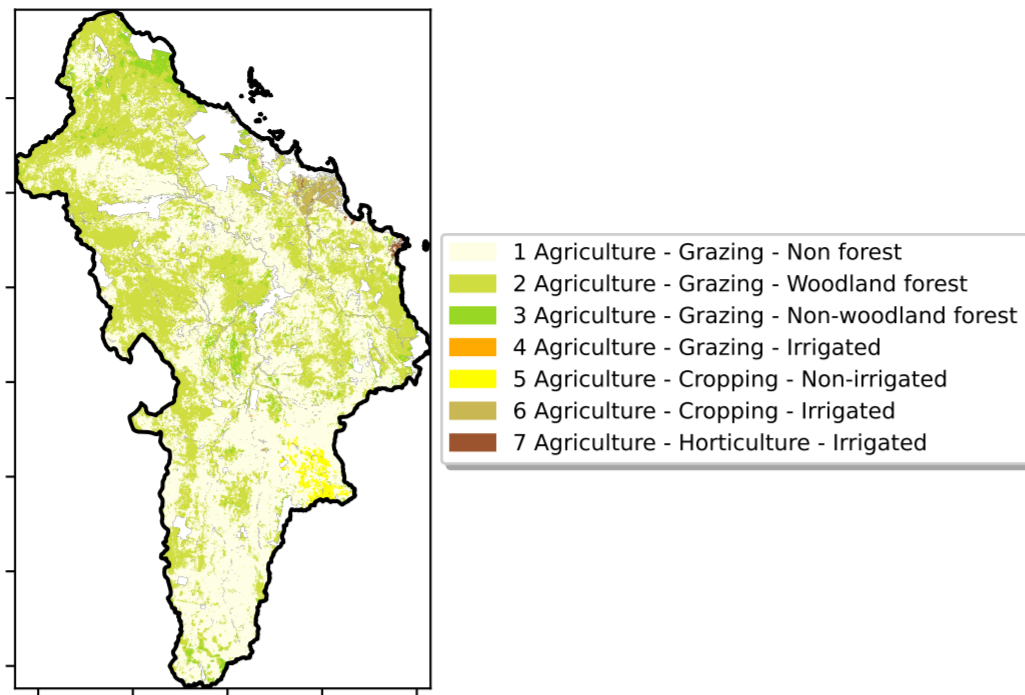 1 Agriculture - Grazing - Non forest
2 Agriculture - Grazing - Woodland forest
3 Agriculture - Grazing - Non-woodland forest
4 Agriculture - Grazing - Irrigated
5 Agriculture - Cropping - Non-irrigated
6 Agriculture - Cropping - Irrigated
7 Agriculture - Horticulture - Irrigated